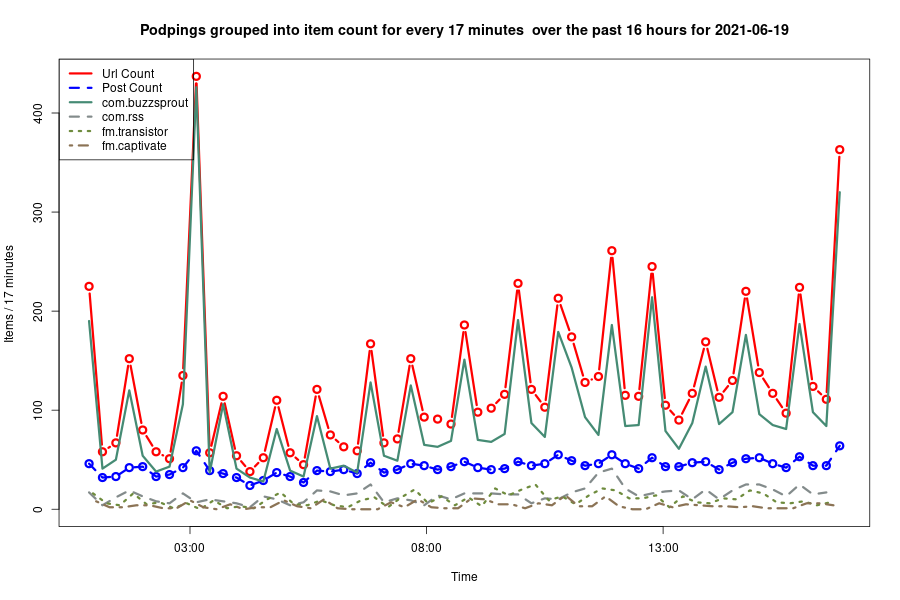 Podpings grouped into item count for every 17 minutes  over the past 16 hours for 2021-06-19
Url Count
Post Count
com.buzzsprout
com.rss
fm.transistor
fm.captivate
Items / 17 minutes
400
300
200
100
0
03:00
08:00
13:00
Time